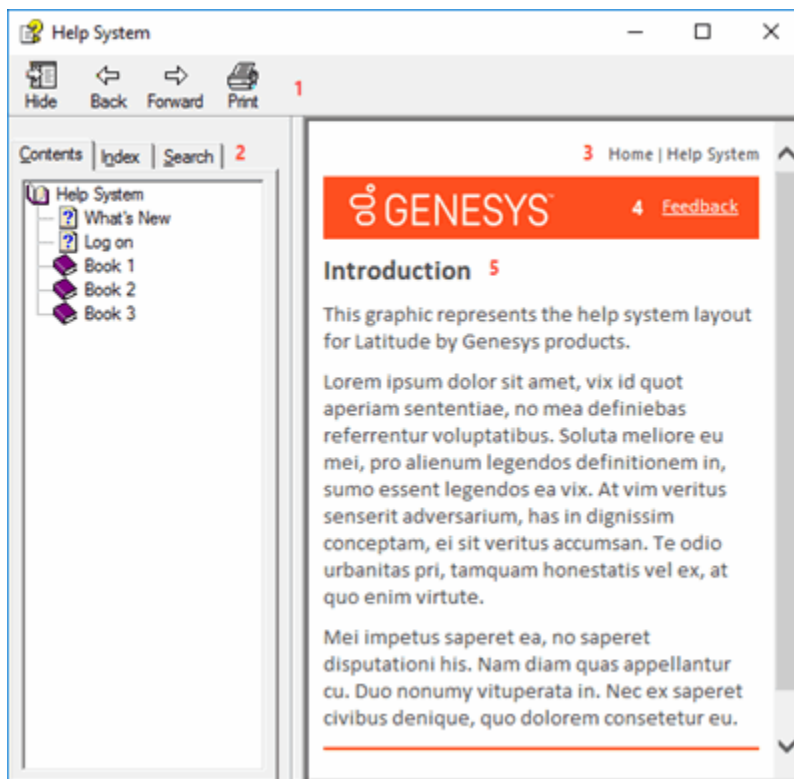 Help System
Hide Back Forward Print 1
Contents Index Search 2
Help System
What's New
Log on
Book 1
Book 2
Book 3
3 Home | Help System
GENESYS™ 4 Feedback
Introduction 5
This graphic represents the help system layout
for Latitude by Genesys products.
Lorem ipsum dolor sit amet, vix id quot
aperiam sententiae, no mea definiebas
referrentur voluptatibus. Soluta meliore eu
mei, pro alienum legendos definitionem in,
sumo essent legendos ea vix. At vim veritus
senserit adversarium, has in dignissim
conceptam, ei sit veritus accumsan. Te odio
urbanitas pri, tamquam honestatis vel ex, at
quo enim virtute.
Mei impetus saperet ea, no saperet
disputationi his. Nam diam quas appellantur
cu. Duo nonumy vituperata in. Nec ex saperet
civibus denique, quo dolorem consetetur eu.